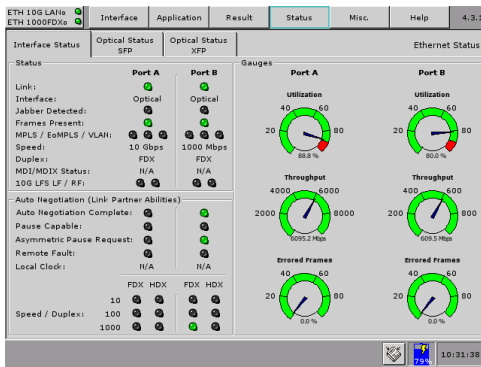 ETH 10G LANe
ETH 1000FDXe
Interface
Application
Result
Status
Misc.
Help
4.3.1
Interface Status
Optical Status
SFP
Optical Status
XFP
Ethernet Status
Status
Port A Port B
Link:
Interface: Optical Optical
Jabber Detected:
Frames Present:
MPLS / EoMPLS / VLAN:
Speed: 10 Gbps 1000 Mbps
Duplex: FDX FDX
MDI/MDIX Status: N/A N/A
10G LFS LF / RF:
Auto Negotiation (Link Partner Abilities)
Auto Negotiation Complete:
Pause Capable:
Asymmetric Pause Request:
Remote Fault:
Local Clock: N/A N/A
FDX HDX FDX HDX
10
Speed / Duplex: 100
1000
Gauges
Port A Port B
Utilization Utilization
40 60 40 60
20 80 20 80
88.8 % 80.0 %
Throughput Throughput
4000 6000 400 600
2000 8000 200 800
6095.2 Mbps 609.5 Mbps
Errored Frames Errored Frames
40 60 40 60
20 80 20 80
0.0 % 0.0 %
79%
10:31:38